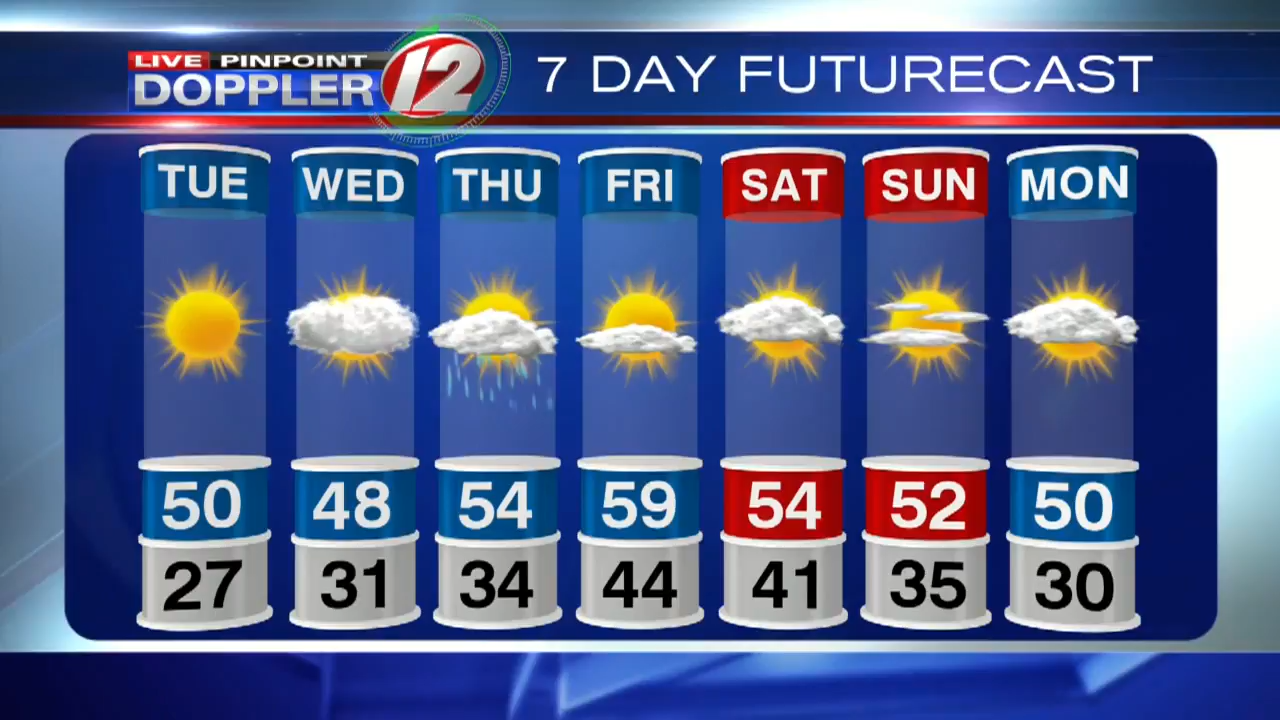 LIVE PINPOINT
DOPPLER 12
7 DAY FUTURECAST
TUE WED THU FRI SAT SUN MON
50 48 54 59 54 52 50
27 31 34 44 41 35 30